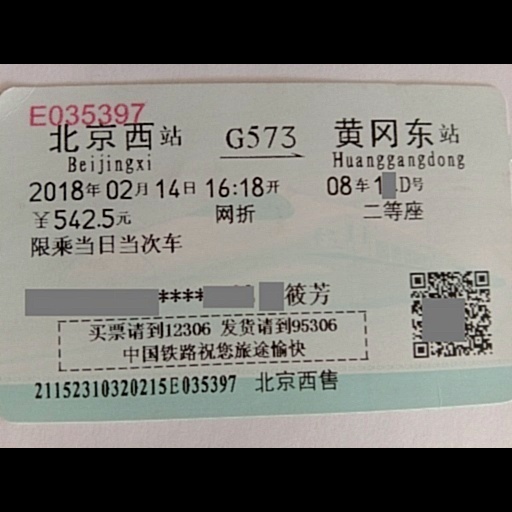 E035397
北京西站 G573 黄冈东站
Beijingxi Huanggangdong
2018年02月14日 16:18开 08车1 D号
￥542.5元 网折 二等座
限乘当日当次车
**** 筱芳
买票请到12306 发货请到95306
中国铁路祝您旅途愉快
21152310320215E035397 北京西售